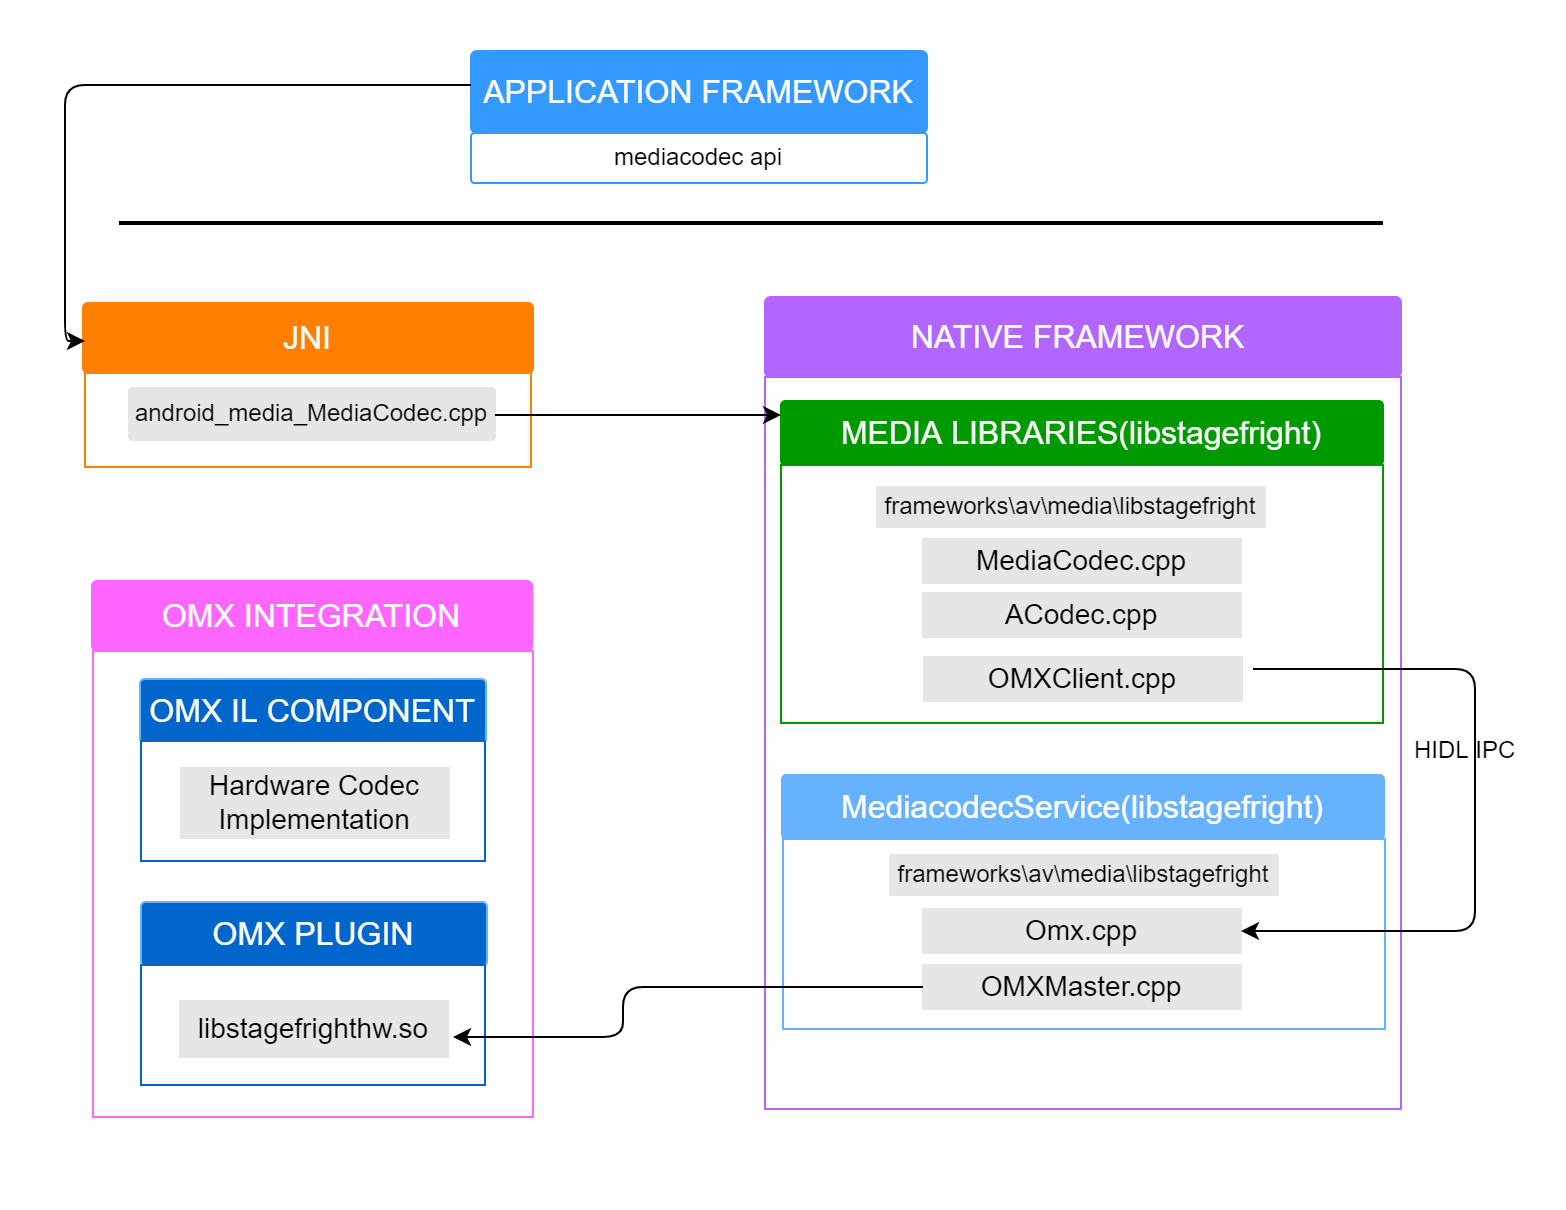 APPLICATION FRAMEWORK
mediacodec api
JNI
android_media_MediaCodec.cpp
NATIVE FRAMEWORK
MEDIA LIBRARIES(libstagefright)
frameworks\av\media\libstagefright
MediaCodec.cpp
ACodec.cpp
OMXClient.cpp
HIDL IPC
MediacodecService(libstagefright)
frameworks\av\media\libstagefright
Omx.cpp
OMXMaster.cpp
OMX INTEGRATION
OMX IL COMPONENT
Hardware Codec
Implementation
OMX PLUGIN
libstagefrighthw.so